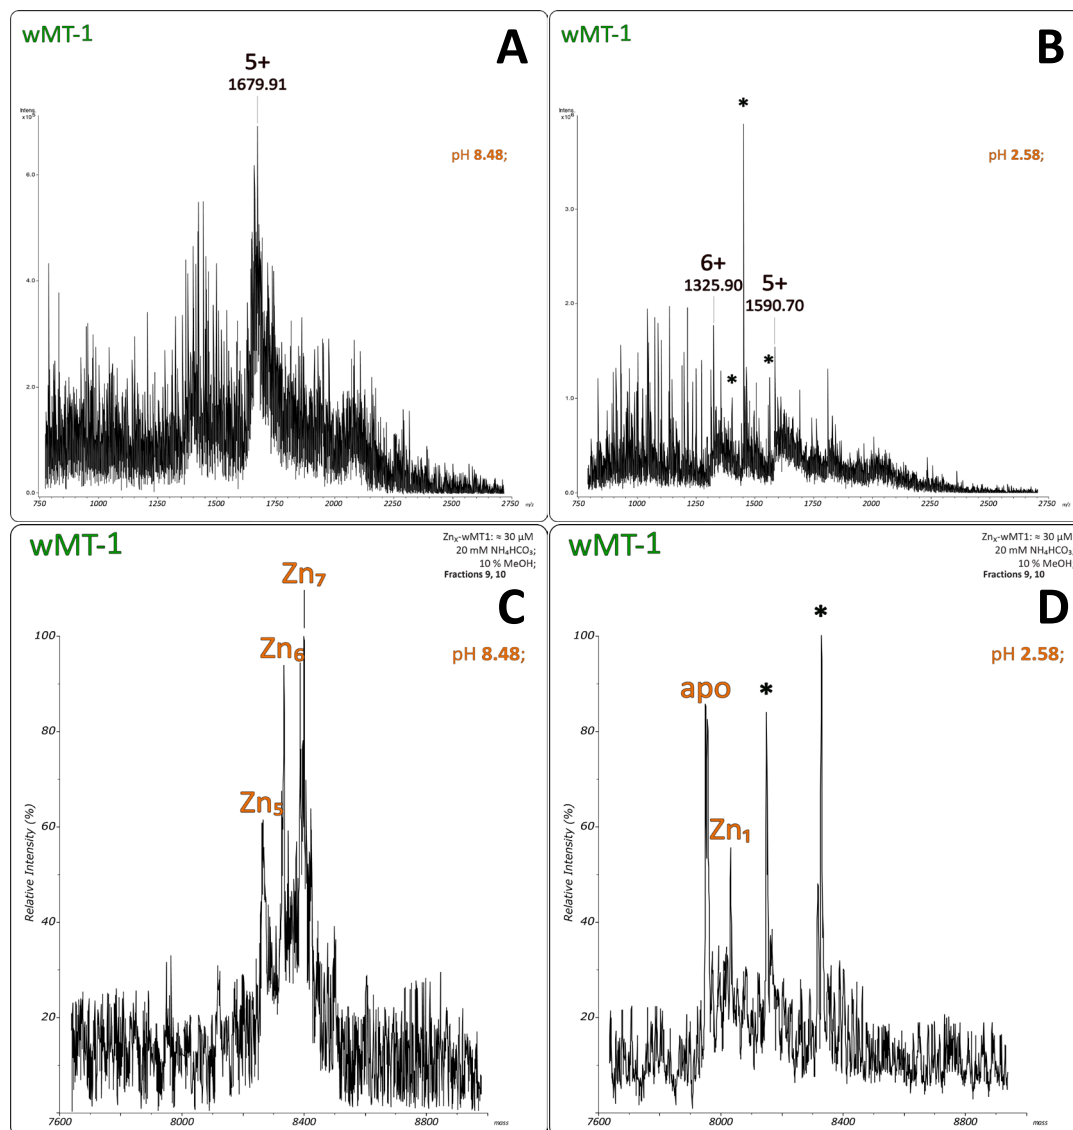 wMT-1
A
5+
1679.91
Intens.
x10⁵
pH 8.48;
6.0
4.0
2.0
0.0
750 1000 1250 1500 1750 2000 2250 2500 2750 m/z
wMT-1
B
*
Intens.
x10⁶
pH 2.58;
3.0
6+
1325.90
5+
1590.70
2.0
*
*
1.0
0.0
750 1000 1250 1500 1750 2000 2250 2500 2750 m/z
wMT-1
Znₓ-wMT1: ≈ 30 µM
20 mM NH₄HCO₃;
10 % MeOH;
Fractions 9, 10
Zn₇
C
100
Zn₆
pH 8.48;
80
Zn₅
60
Relative Intensity (%)
40
20
7600 8000 8400 8800 mass
wMT-1
Znₓ-wMT1: ≈ 30 µM
20 mM NH₄HCO₃;
10 % MeOH;
Fractions 9, 10
D
*
100
pH 2.58;
apo
*
80
Zn₁
60
Relative Intensity (%)
40
20
7600 8000 8400 8800 mass